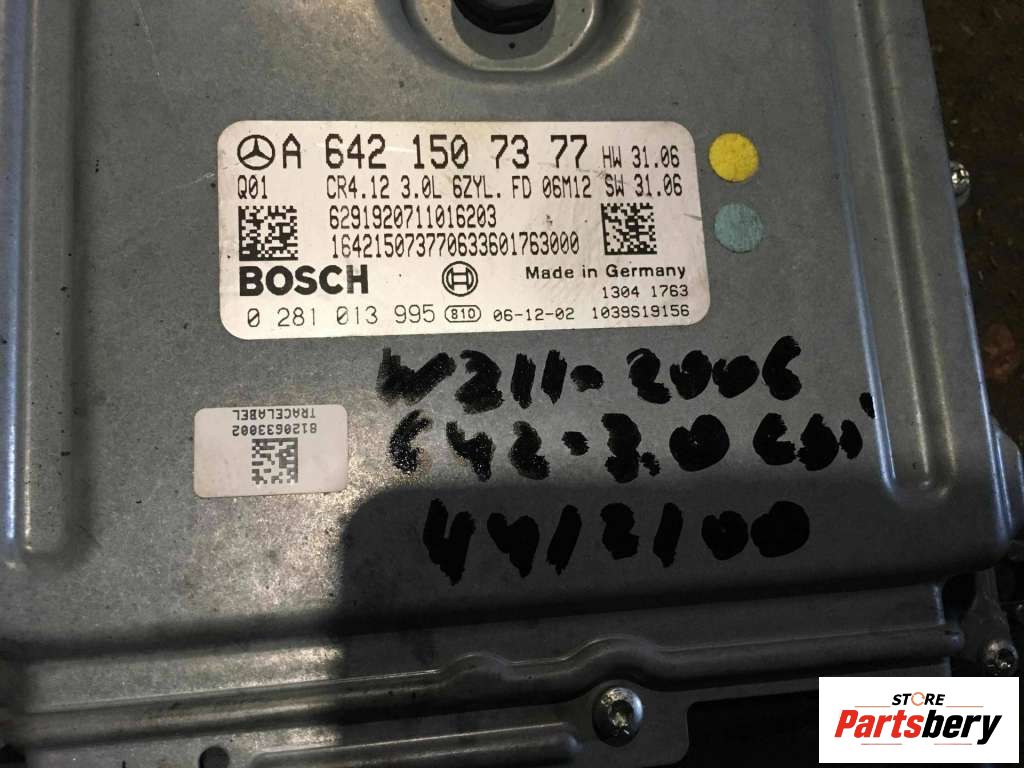 A 642 150 73 77 HW 31.06
Q01 CR4.12 3.0L 6ZYL. FD 06M12 SW 31.06
6291920711016203
164215073770633601763000
BOSCH Made in Germany
1304 1763
0 281 013 995 810 06-12-02 1039S19156
W211-2006
642-3.0 CDI
4412100
8120633002
TRACELABEL
STORE
Partsbery